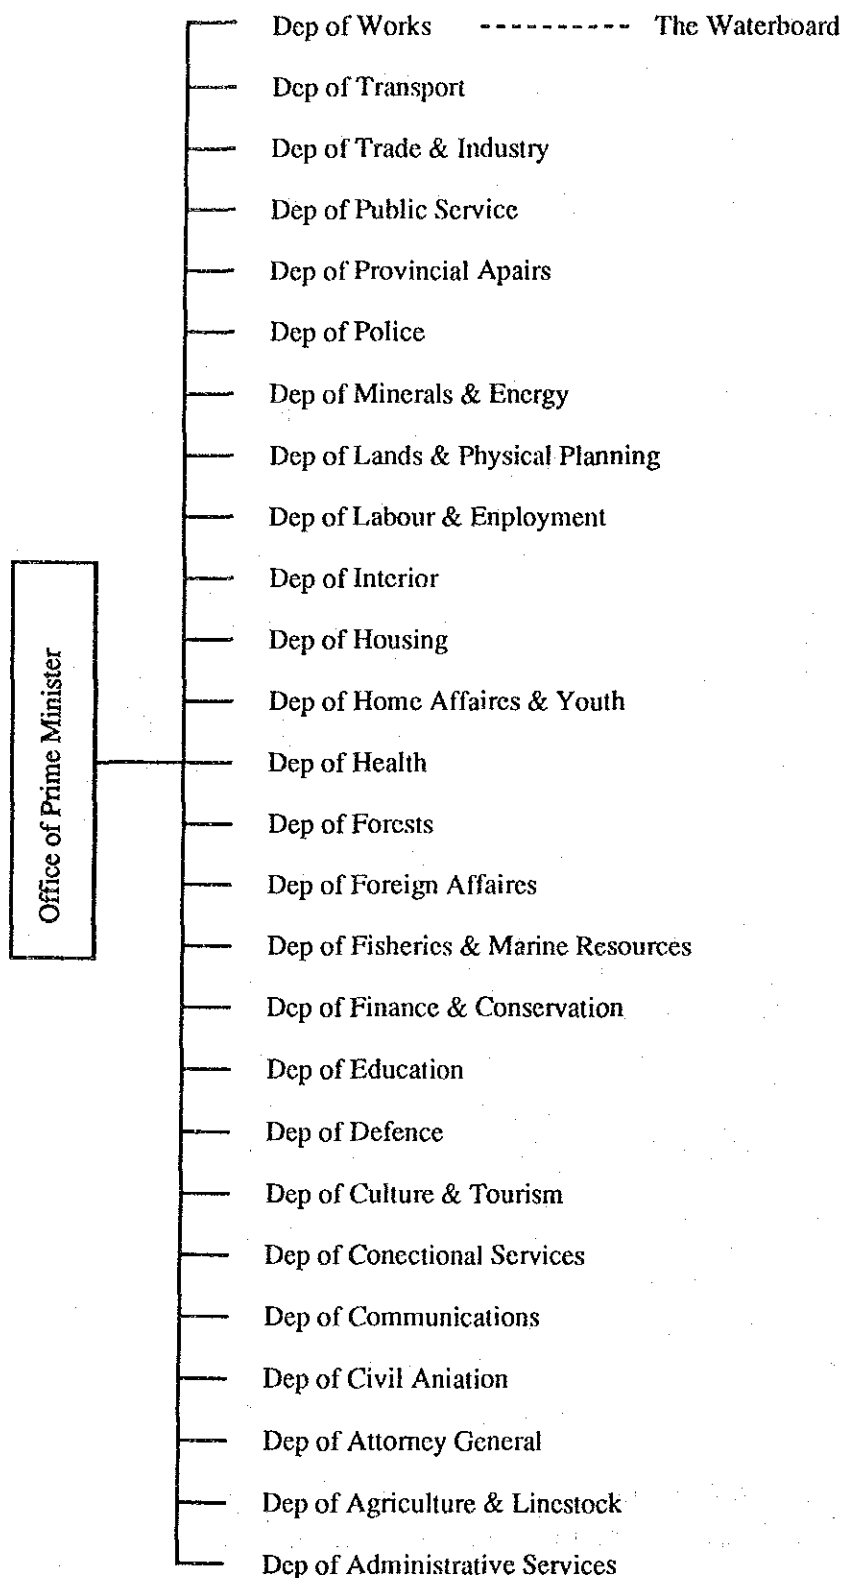 Dep of Works ---------- The Waterboard
Dep of Transport
Dep of Trade & Industry
Dep of Public Service
Dep of Provincial Apairs
Dep of Police
Dep of Minerals & Energy
Dep of Lands & Physical Planning
Dep of Labour & Enployment
Dep of Interior
Dep of Housing
Dep of Home Affaires & Youth
Office of Prime Minister
Dep of Health
Dep of Forests
Dep of Foreign Affaires
Dep of Fisheries & Marine Resources
Dep of Finance & Conservation
Dep of Education
Dep of Defence
Dep of Culture & Tourism
Dep of Conectional Services
Dep of Communications
Dep of Civil Aniation
Dep of Attorney General
Dep of Agriculture & Linestock
Dep of Administrative Services